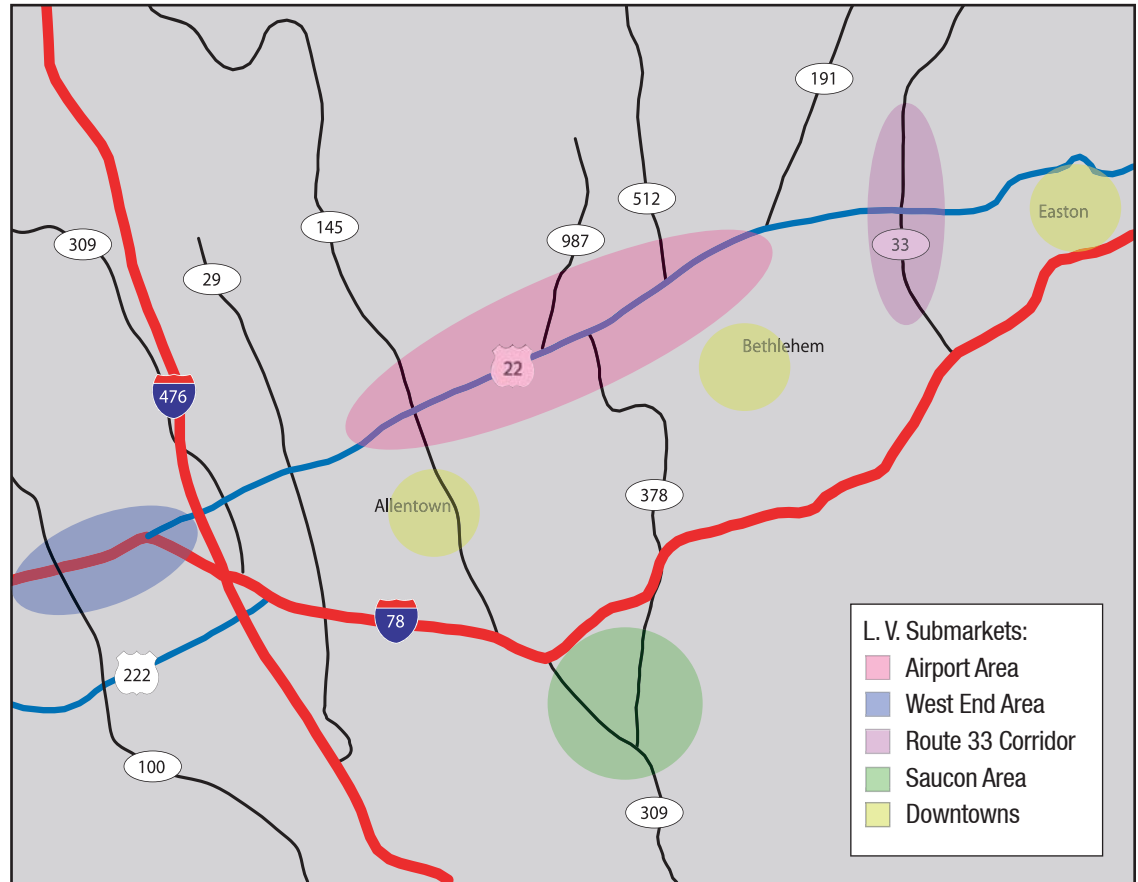 191
512
145
987
Easton
309
33
29
Bethlehem
22
476
378
Allentown
78
222
100
309
L. V. Submarkets:
Airport Area
West End Area
Route 33 Corridor
Saucon Area
Downtowns